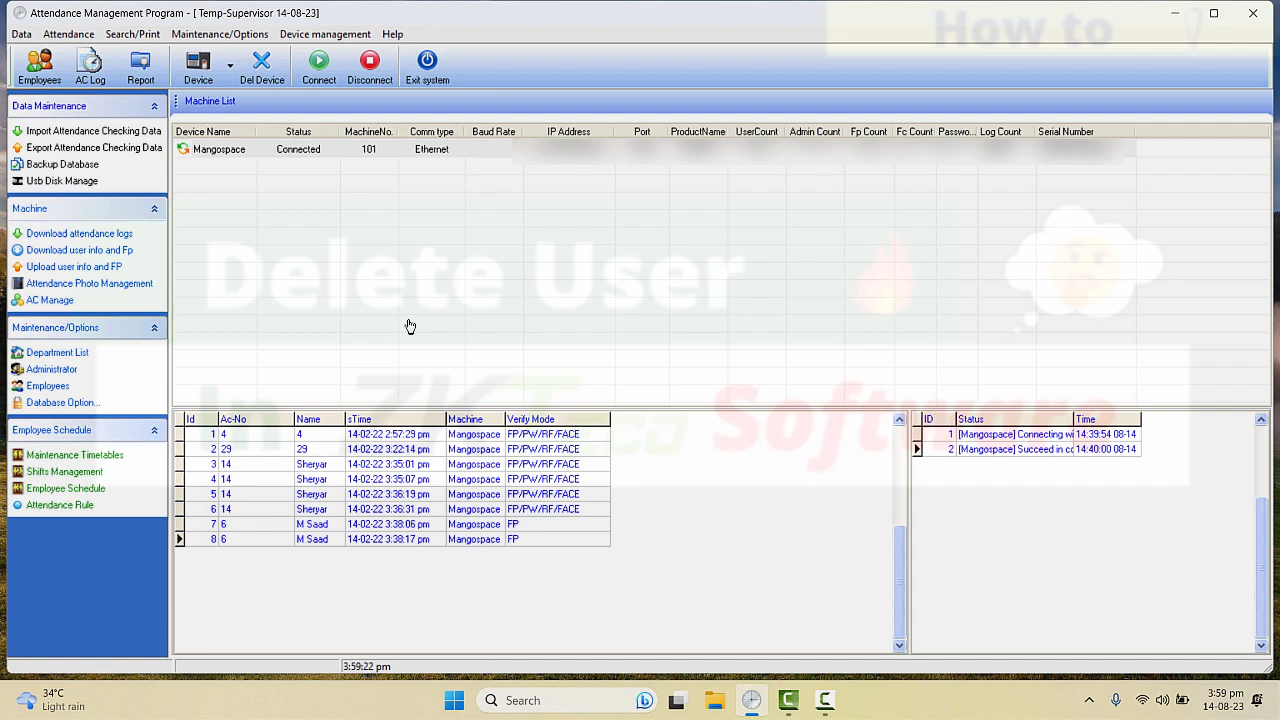 Attendance Management Program - [ Temp-Supervisor 14-08-23]
How to
Data Attendance Search/Print Maintenance/Options Device management Help
Employees AC Log Report Device Del Device Connect Disconnect Exit system
Data Maintenance
Import Attendance Checking Data
Export Attendance Checking Data
Backup Database
Usb Disk Manage
Machine
Download attendance logs
Download user info and Fp
Upload user info and FP
Attendance Photo Management
AC Manage
Maintenance/Options
Department List
Administrator
Employees
Database Option...
Employee Schedule
Maintenance Timetables
Shifts Management
Employee Schedule
Attendance Rule
Machine List
Device Name Status MachineNo. Comm type Baud Rate IP Address Port ProductName UserCount Admin Count Fp Count Fc Count Passwo... Log Count Serial Number
Mangospace Connected 101 Ethernet
Delete User
In ZKTeco Software
Id Ac-No Name sTime Machine Verify Mode
1 4 4 14-02-22 2:57:29 pm Mangospace FP/PW/RF/FACE
2 29 29 14-02-22 3:22:14 pm Mangospace FP/PW/RF/FACE
3 14 Sheryar 14-02-22 3:35:01 pm Mangospace FP/PW/RF/FACE
4 14 Sheryar 14-02-22 3:35:07 pm Mangospace FP/PW/RF/FACE
5 14 Sheryar 14-02-22 3:36:19 pm Mangospace FP/PW/RF/FACE
6 14 Sheryar 14-02-22 3:36:31 pm Mangospace FP/PW/RF/FACE
7 6 M Saad 14-02-22 3:38:06 pm Mangospace FP
8 6 M Saad 14-02-22 3:38:17 pm Mangospace FP
ID Status Time
1 [Mangospace] Connecting wi 14:39:54 08-14
2 [Mangospace] Succeed in co 14:40:00 08-14
3:59:22 pm
34°C
Light rain
Search
3:59 pm
14-08-23